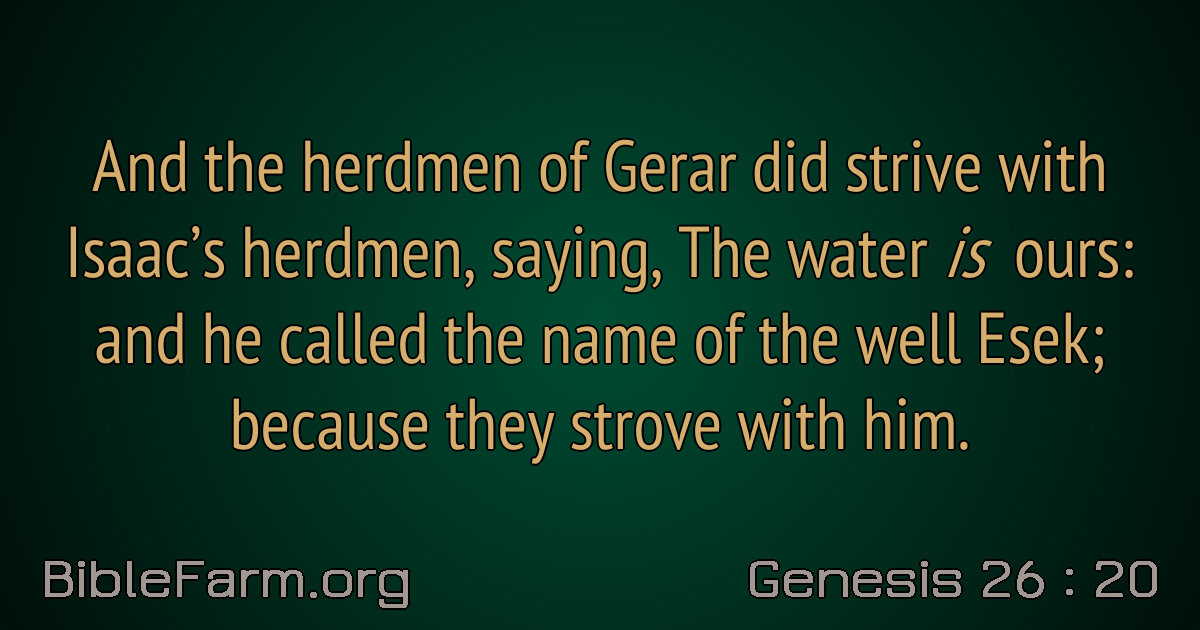 And the herdmen of Gerar did strive with
Isaac’s herdmen, saying, The water is ours:
and he called the name of the well Esek;
because they strove with him.
BibleFarm.org
Genesis 26 : 20